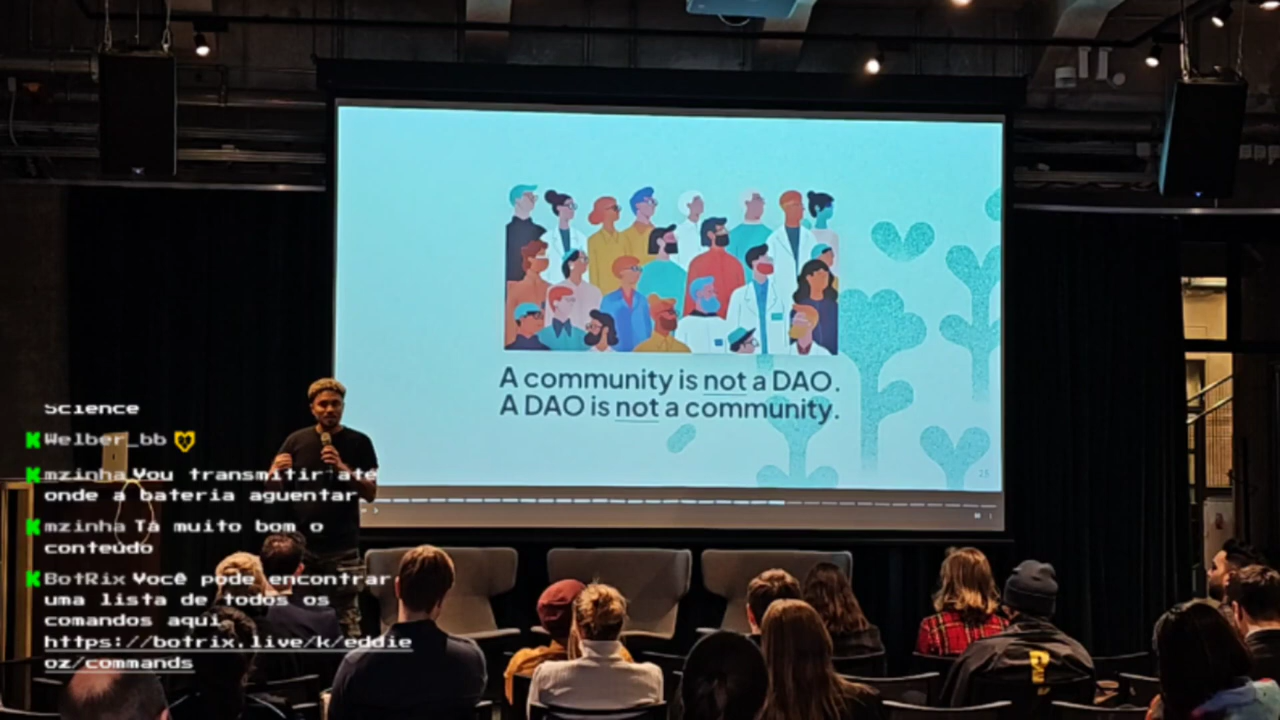 A community is not a DAO.
A DAO is not a community.
25
Science
Welber_bb
mzinha Vou transmitir até
onde a bateria aguentar
mzinha Tá muito bom o
conteúdo
BotRix Você pode encontrar
uma lista de todos os
comandos aqui
https://botrix.live/k/eddie
oz/commands